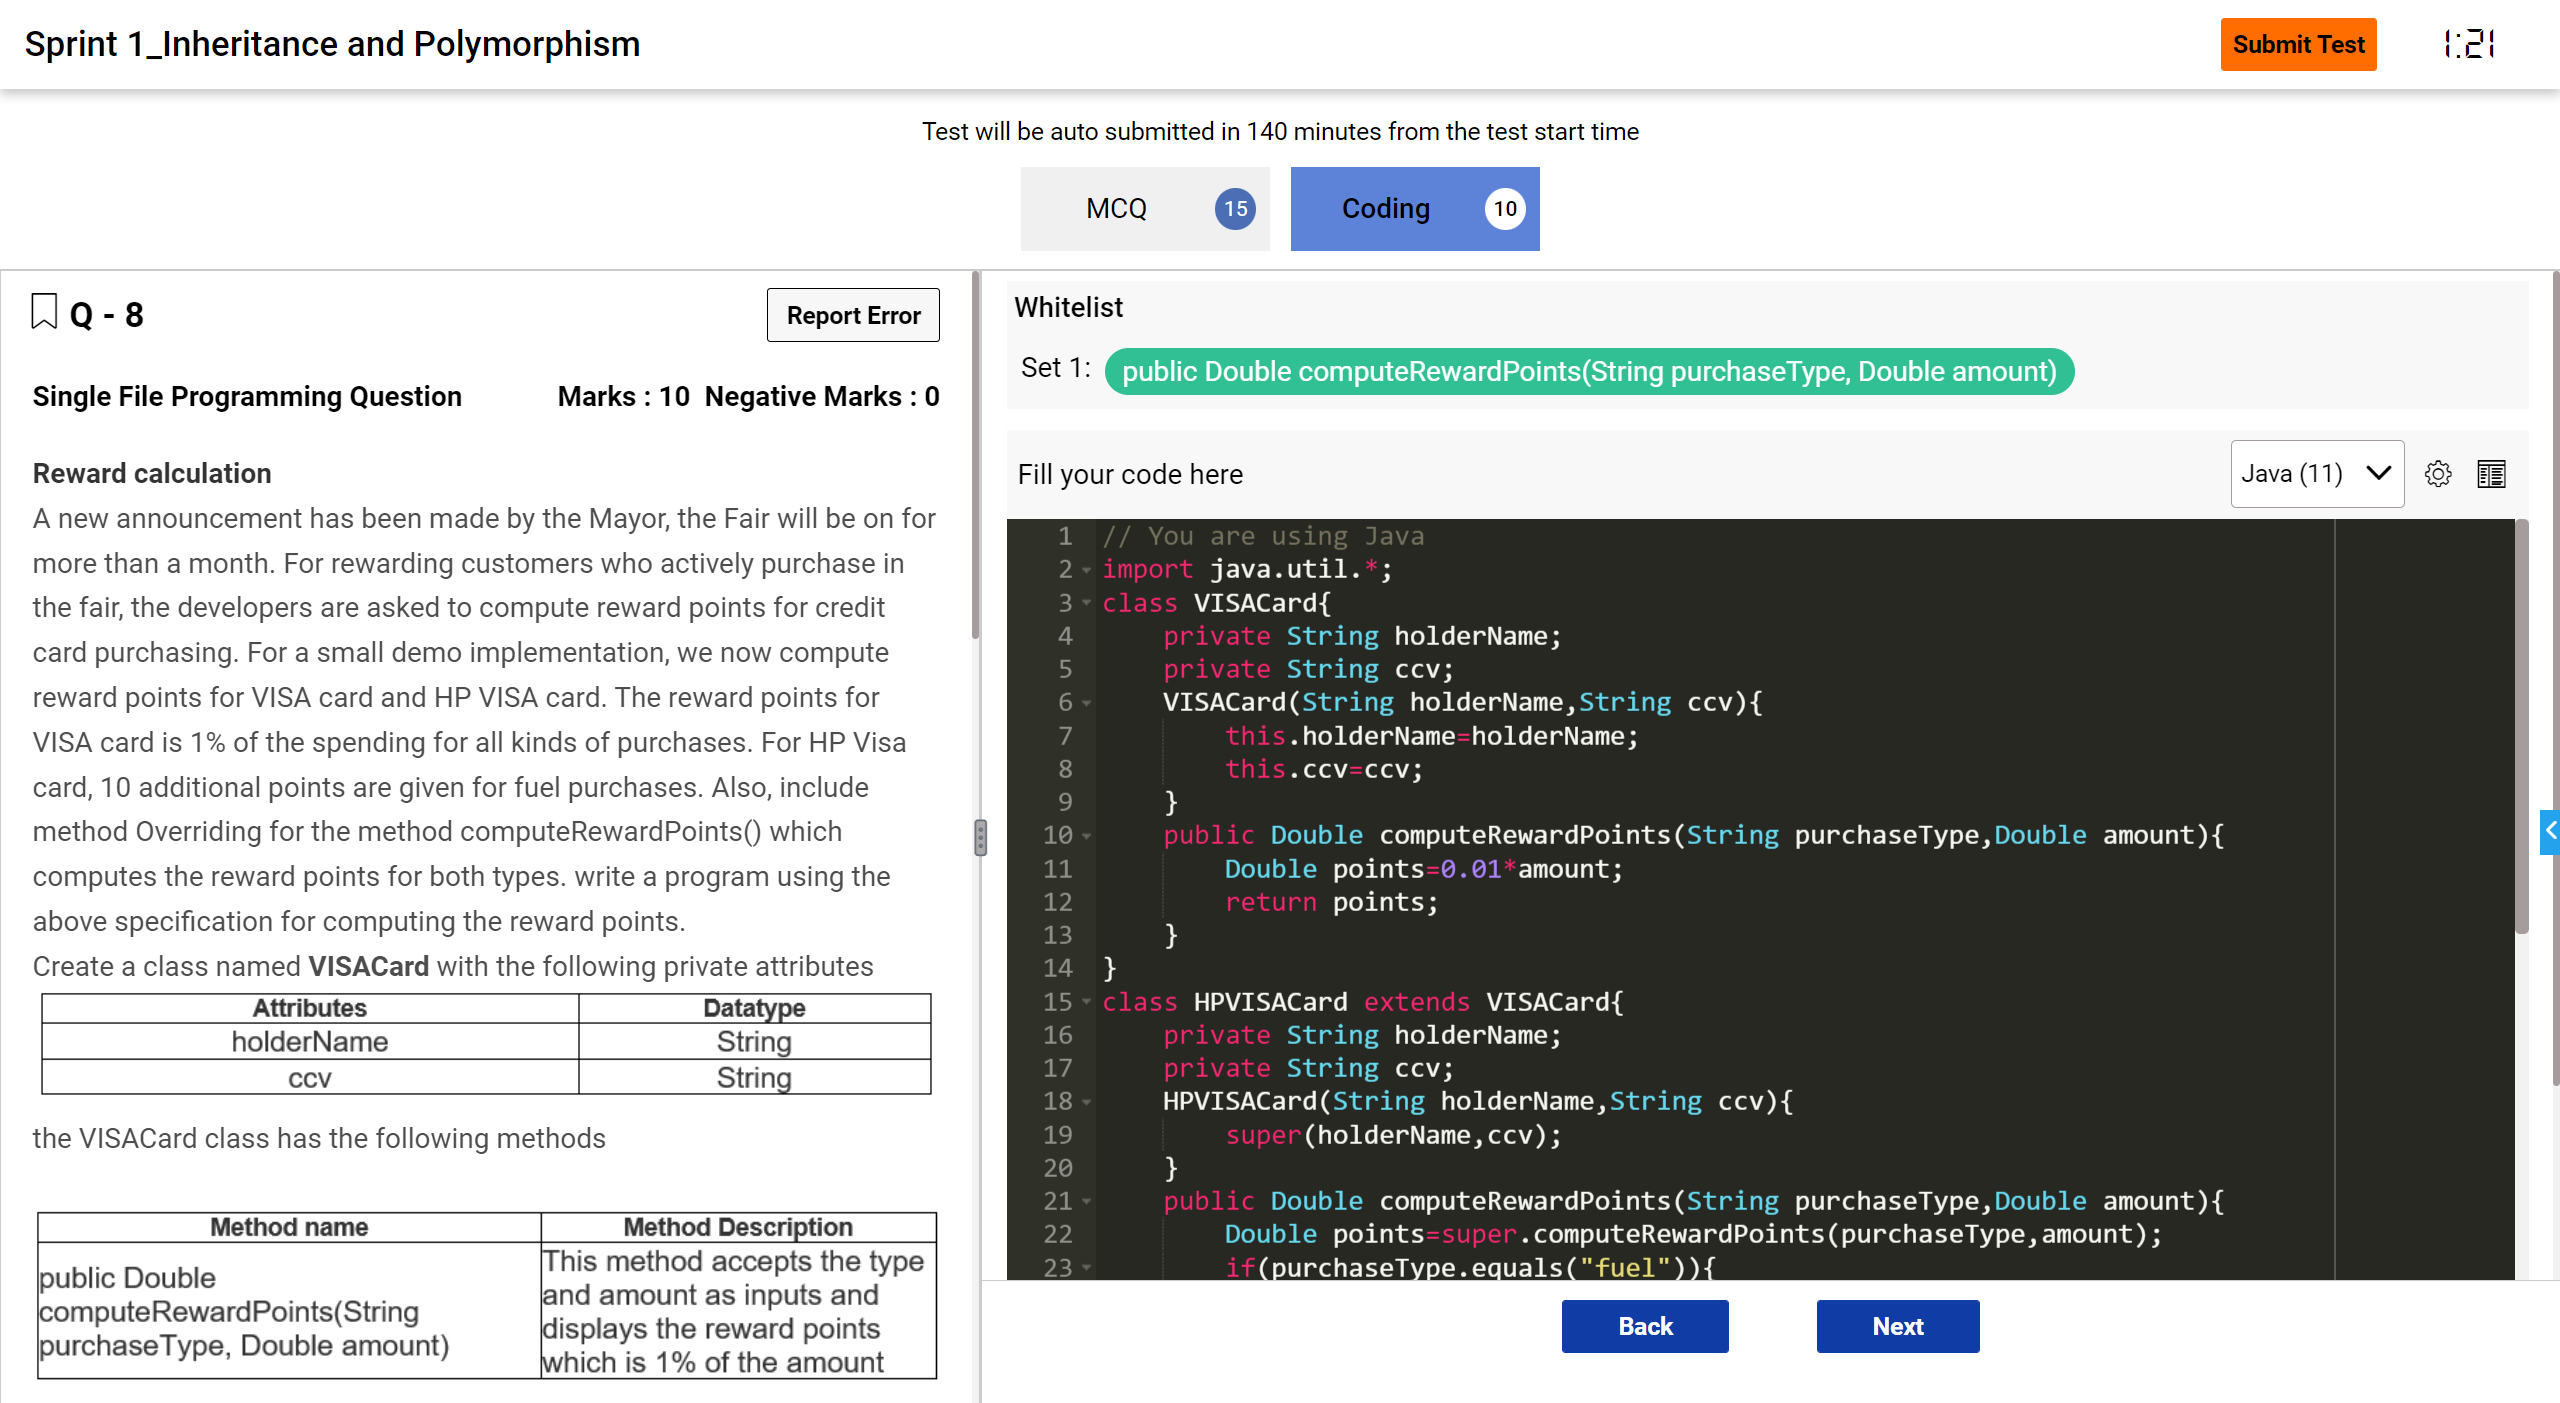 Sprint 1_Inheritance and Polymorphism
Submit Test
1:21
Test will be auto submitted in 140 minutes from the test start time
MCQ 15
Coding 10
Q - 8
Report Error
Single File Programming Question Marks : 10 Negative Marks : 0
Reward calculation
A new announcement has been made by the Mayor, the Fair will be on for
more than a month. For rewarding customers who actively purchase in
the fair, the developers are asked to compute reward points for credit
card purchasing. For a small demo implementation, we now compute
reward points for VISA card and HP VISA card. The reward points for
VISA card is 1% of the spending for all kinds of purchases. For HP Visa
card, 10 additional points are given for fuel purchases. Also, include
method Overriding for the method computeRewardPoints() which
computes the reward points for both types. write a program using the
above specification for computing the reward points.
Create a class named VISACard with the following private attributes
Attributes Datatype
holderName String
ccv String
the VISACard class has the following methods
Method name Method Description
public Double
computeRewardPoints(String
purchaseType, Double amount)
This method accepts the type
and amount as inputs and
displays the reward points
which is 1% of the amount
Whitelist
Set 1: public Double computeRewardPoints(String purchaseType, Double amount)
Fill your code here
Java (11)
1 // You are using Java
2 import java.util.*;
3 class VISACard{
4 private String holderName;
5 private String ccv;
6 VISACard(String holderName,String ccv){
7 this.holderName=holderName;
8 this.ccv=ccv;
9 }
10 public Double computeRewardPoints(String purchaseType,Double amount){
11 Double points=0.01*amount;
12 return points;
13 }
14 }
15 class HPVISACard extends VISACard{
16 private String holderName;
17 private String ccv;
18 HPVISACard(String holderName,String ccv){
19 super(holderName,ccv);
20 }
21 public Double computeRewardPoints(String purchaseType,Double amount){
22 Double points=super.computeRewardPoints(purchaseType,amount);
23 if(purchaseType.equals("fuel")){
Back
Next